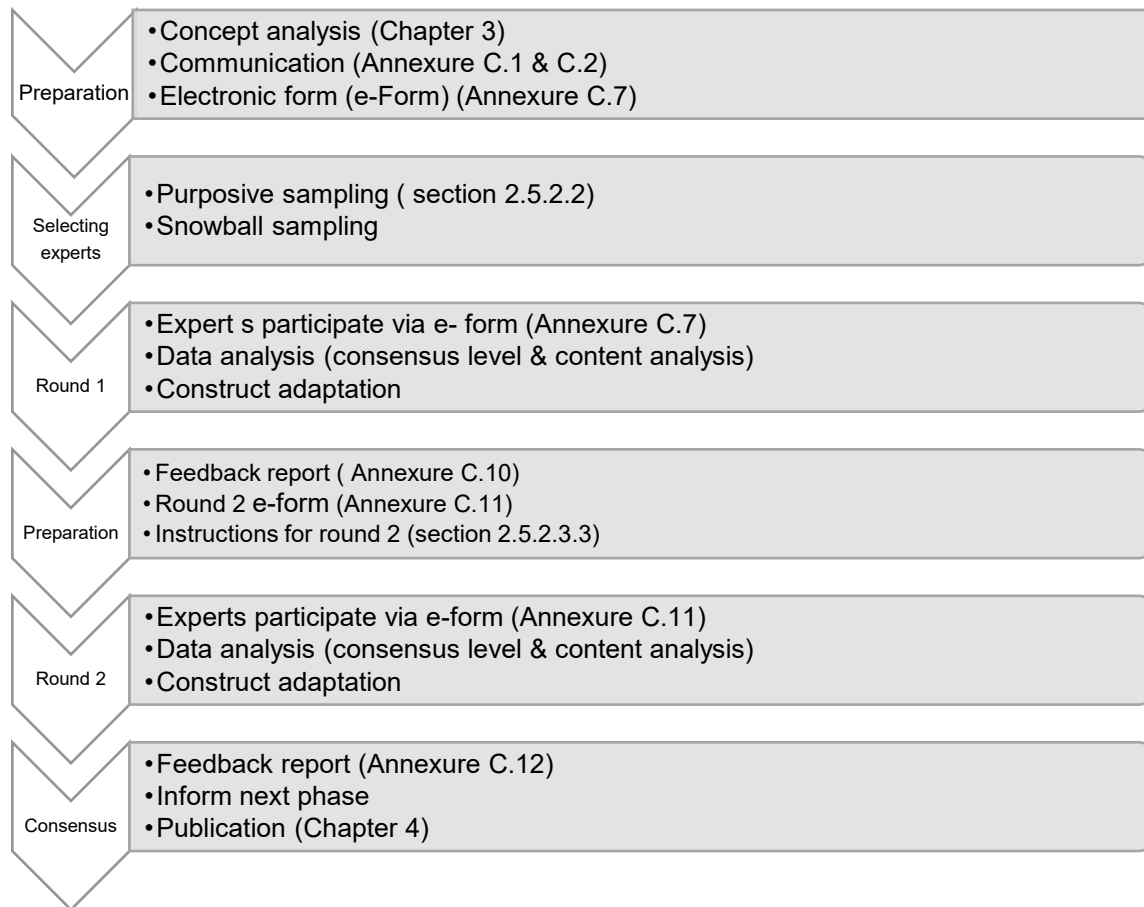 Preparation
•Concept analysis (Chapter 3)
•Communication (Annexure C.1 & C.2)
•Electronic form (e-Form) (Annexure C.7)
Selecting
experts
•Purposive sampling ( section 2.5.2.2)
•Snowball sampling
Round 1
•Expert s participate via e- form (Annexure C.7)
•Data analysis (consensus level & content analysis)
•Construct adaptation
Preparation
•Feedback report ( Annexure C.10)
•Round 2 e-form (Annexure C.11)
•Instructions for round 2 (section 2.5.2.3.3)
Round 2
•Experts participate via e-form (Annexure C.11)
•Data analysis (consensus level & content analysis)
•Construct adaptation
Consensus
•Feedback report (Annexure C.12)
•Inform next phase
•Publication (Chapter 4)